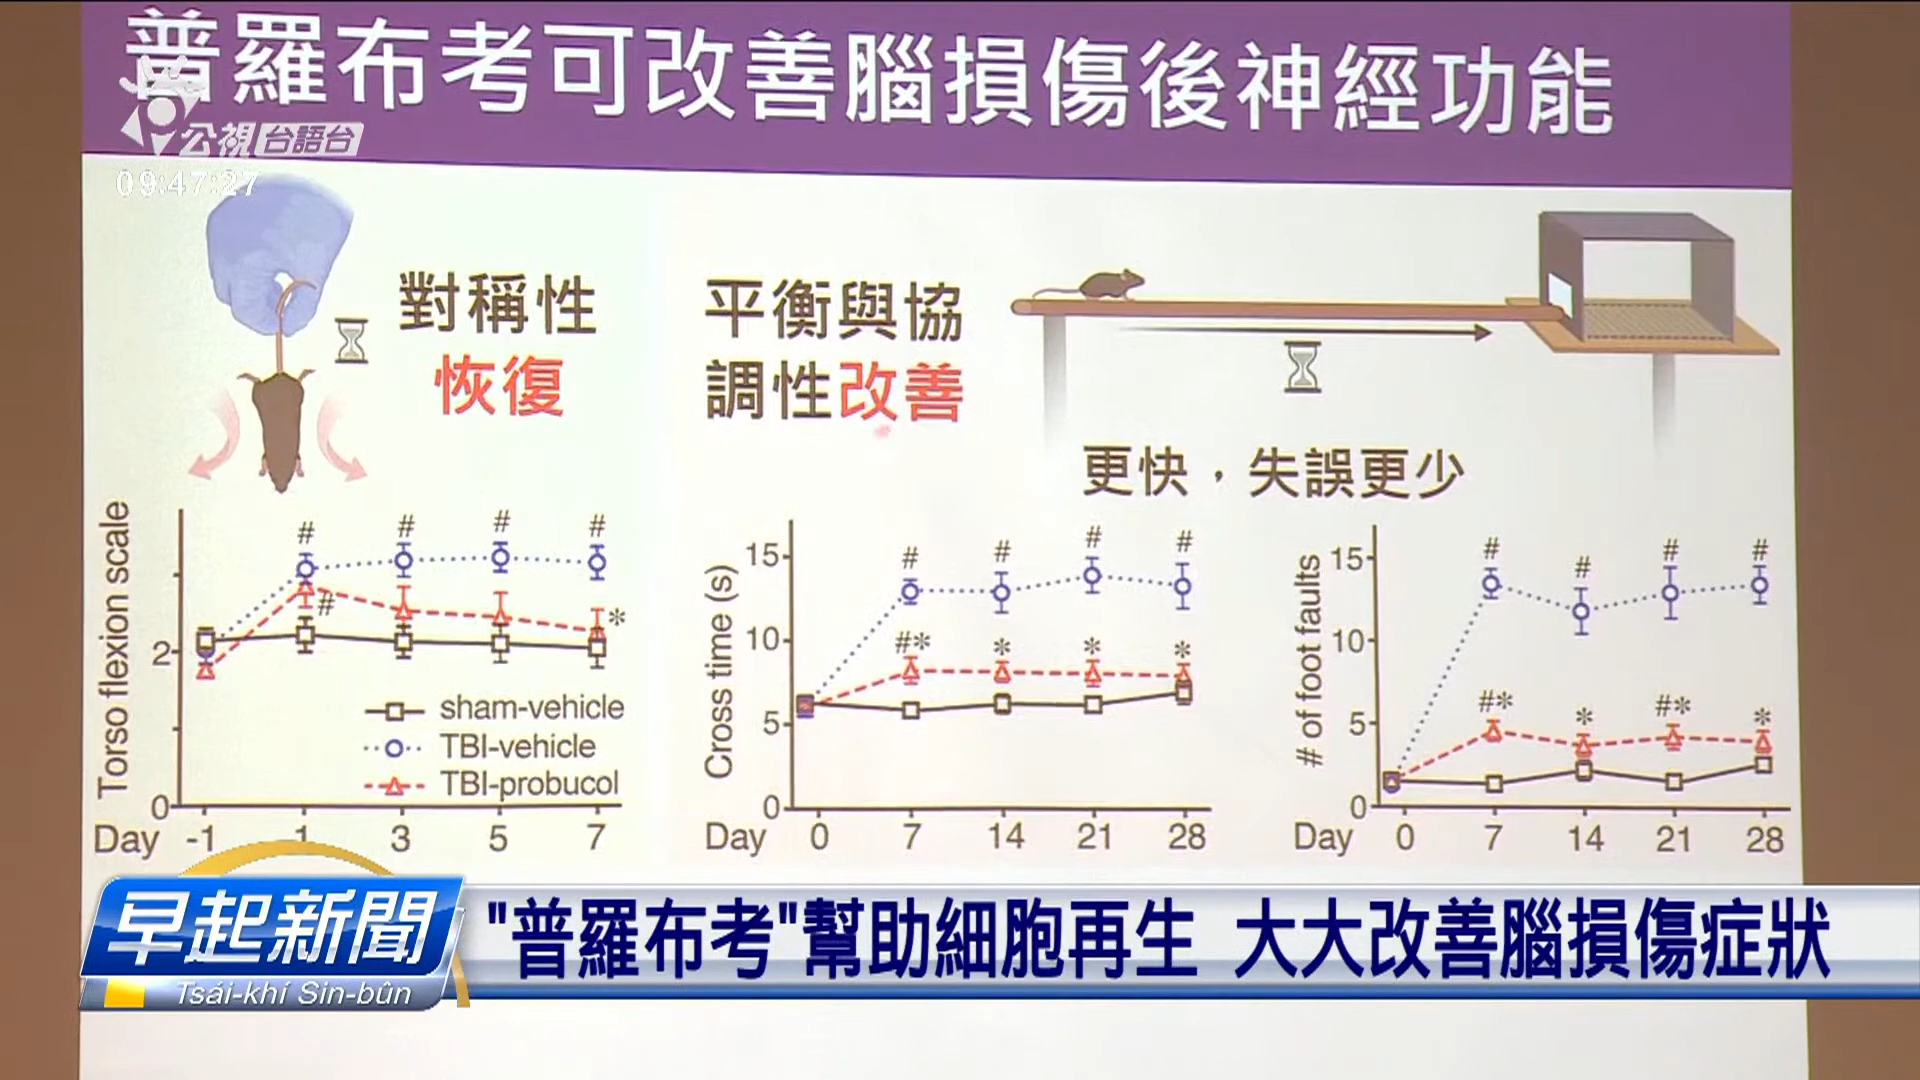 普羅布考可改善腦損傷後神經功能
公視台語台
09:47:27
對稱性
恢復
平衡與協
調性改善
更快，失誤更少
Torso flexion scale
2
0
# # # #
#
*
sham-vehicle
TBI-vehicle
TBI-probucol
Day -1 1 3 5 7
Cross time (s)
15
10
5
0
# # # #
#* * * *
Day 0 7 14 21 28
# of foot faults
15
10
5
0
# # # #
#* * #* *
Day 0 7 14 21 28
早起新聞
Tsái-khí Sin-bûn
"普羅布考"幫助細胞再生 大大改善腦損傷症狀